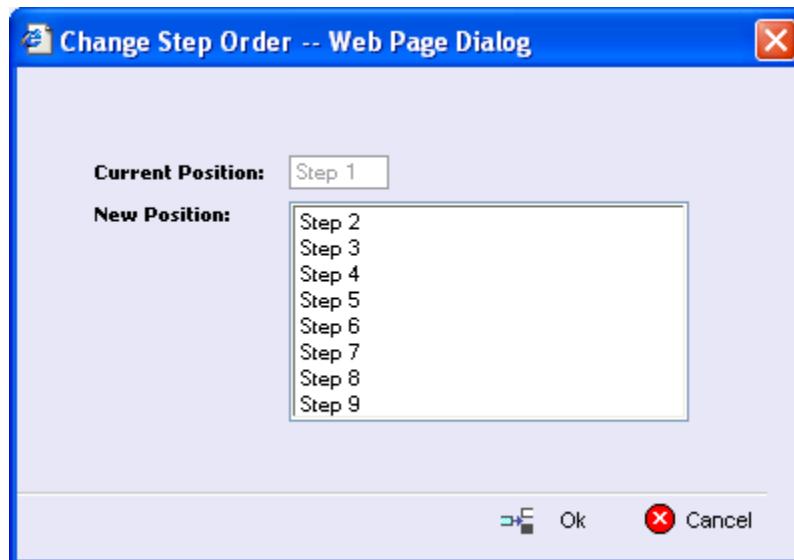 Change Step Order -- Web Page Dialog
Current Position: Step 1
New Position:
Step 2
Step 3
Step 4
Step 5
Step 6
Step 7
Step 8
Step 9
Ok Cancel